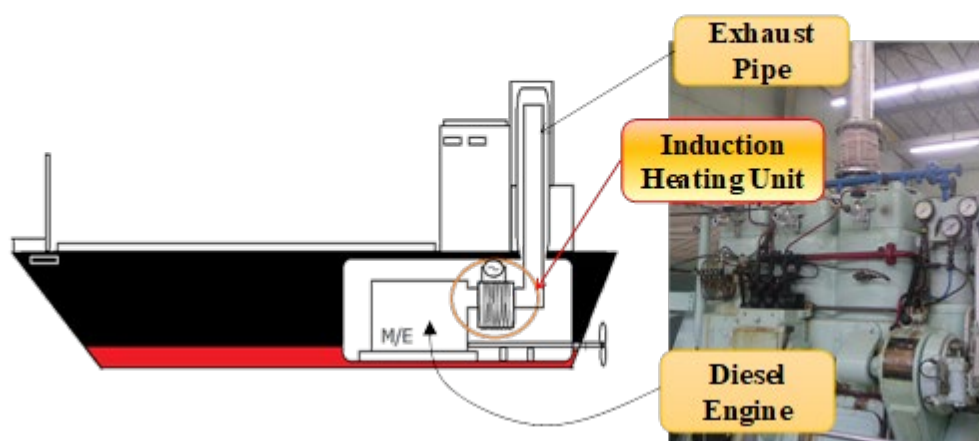 Exhaust
Pipe
Induction
Heating Unit
M/E
Diesel
Engine